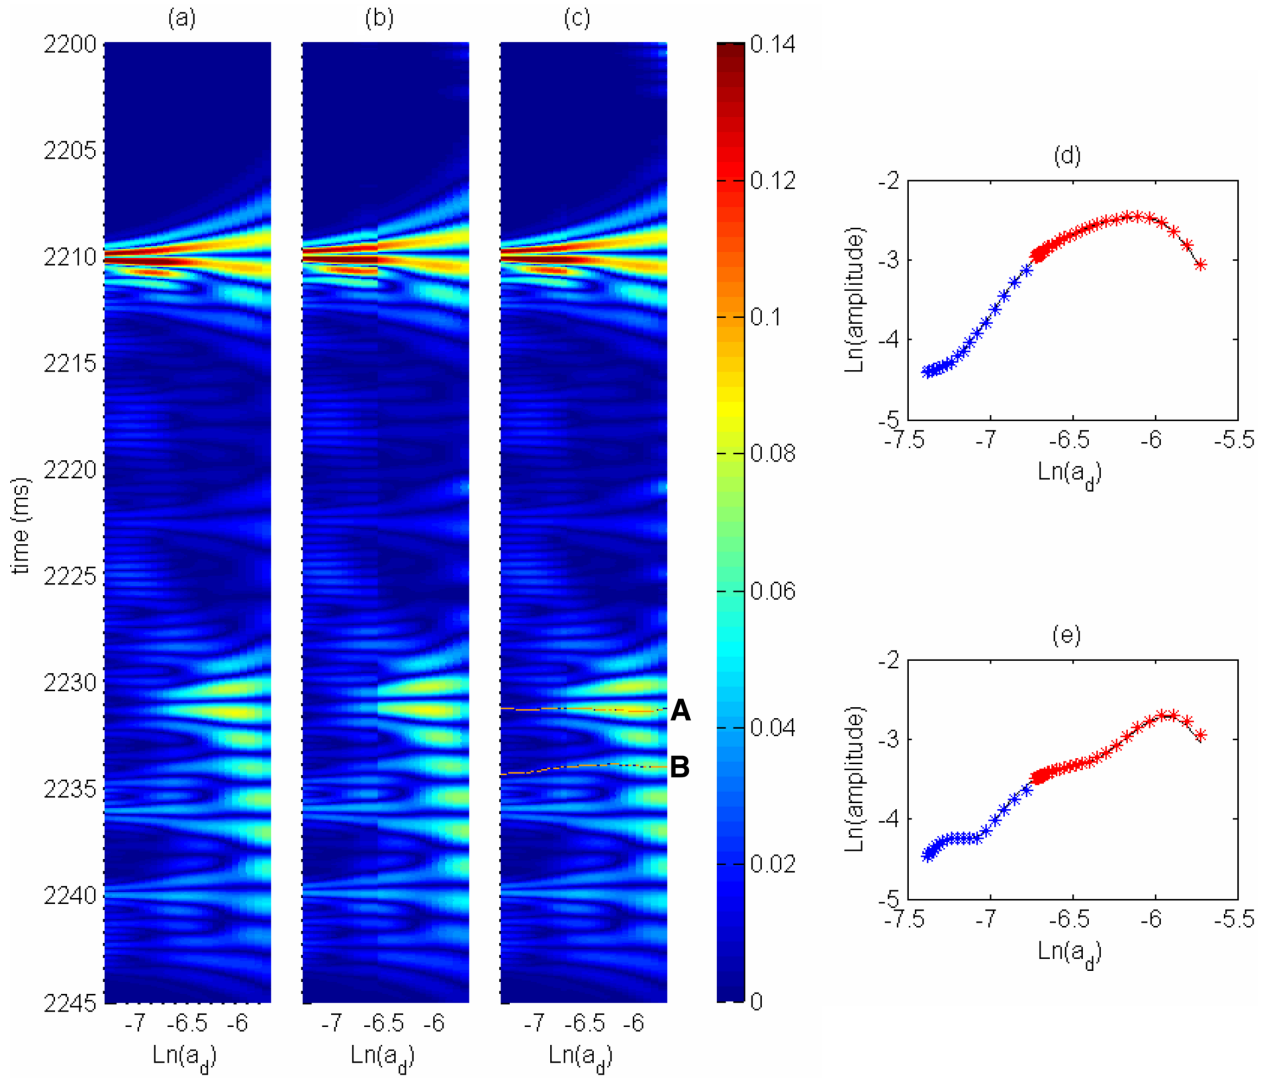 (a) (b) (c)
time (ms)
2200
2205
2210
2215
2220
2225
2230
2235
2240
2245
-7 -6.5 -6
Ln(a_d)
-7 -6.5 -6
Ln(a_d)
-7 -6.5 -6
Ln(a_d)
A
B
0.14
0.12
0.1
0.08
0.06
0.04
0.02
0
(d)
Ln(amplitude)
-2
-3
-4
-5
-7.5 -7 -6.5 -6 -5.5
Ln(a_d)
(e)
Ln(amplitude)
-2
-3
-4
-5
-7.5 -7 -6.5 -6 -5.5
Ln(a_d)